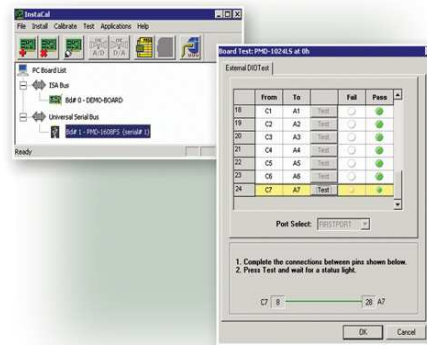 InstaCal
File Install Calibrate Test Applications Help
A/D D/A
PC Board List
ISA Bus
Bd# 0 - DEMO-BOARD
Universal Serial Bus
Bd# 1 - PMD-1608FS (serial# 1)
Ready
Board Test: PMD-1024LS at 0h
External DIO Test
From To Fail Pass
18 C1 A1 Test
19 C2 A2 Test
20 C3 A3 Test
21 C4 A4 Test
22 C5 A5 Test
23 C6 A6 Test
24 C7 A7 Test
Port Select: FIRSTPORT
1. Complete the connections between pins shown below.
2. Press Test and wait for a status light.
C7 8 28 A7
OK Cancel